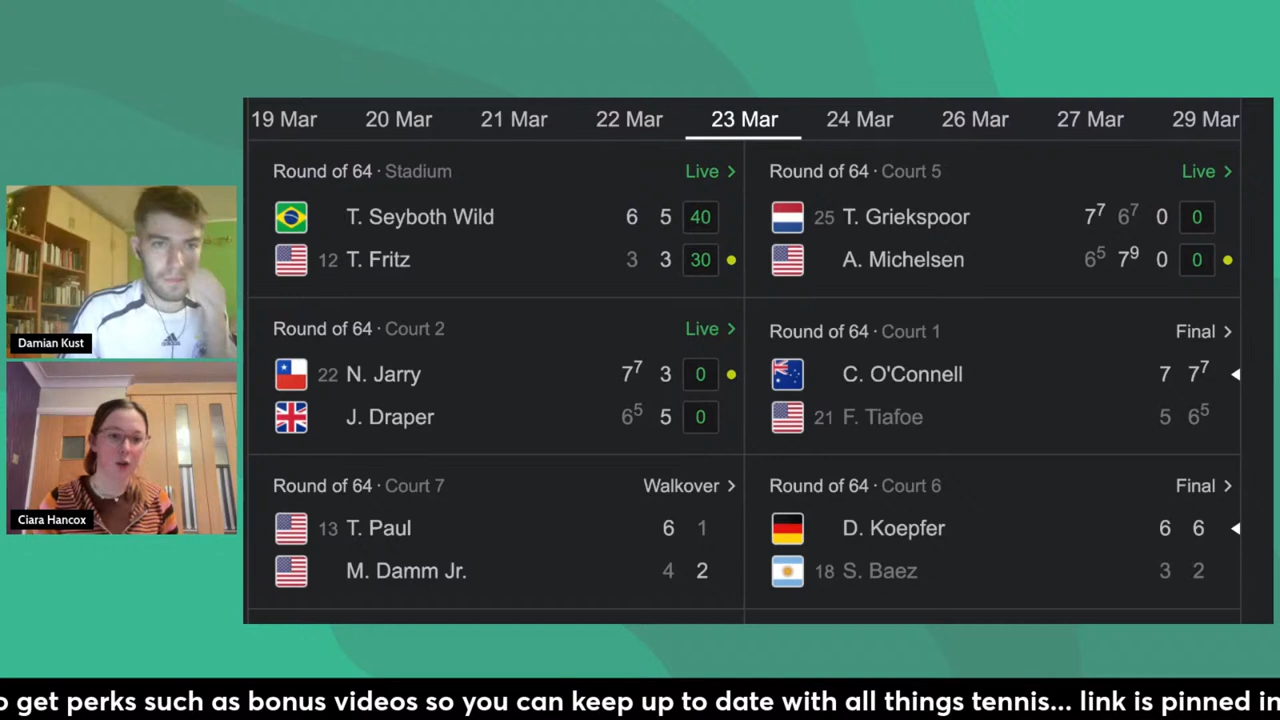 19 Mar 20 Mar 21 Mar 22 Mar 23 Mar 24 Mar 26 Mar 27 Mar 29 Mar
Round of 64 · Stadium Live >
T. Seyboth Wild 6 5 40
12 T. Fritz 3 3 30
Round of 64 · Court 5 Live >
25 T. Griekspoor 7⁷ 6⁷ 0 0
A. Michelsen 6⁵ 7⁹ 0 0
Round of 64 · Court 2 Live >
22 N. Jarry 7⁷ 3 0
J. Draper 6⁵ 5 0
Round of 64 · Court 1 Final >
C. O'Connell 7 7⁷
21 F. Tiafoe 5 6⁵
Round of 64 · Court 7 Walkover >
13 T. Paul 6 1
M. Damm Jr. 4 2
Round of 64 · Court 6 Final >
D. Koepfer 6 6
18 S. Baez 3 2
Damian Kust
Ciara Hancox
o get perks such as bonus videos so you can keep up to date with all things tennis... link is pinned in